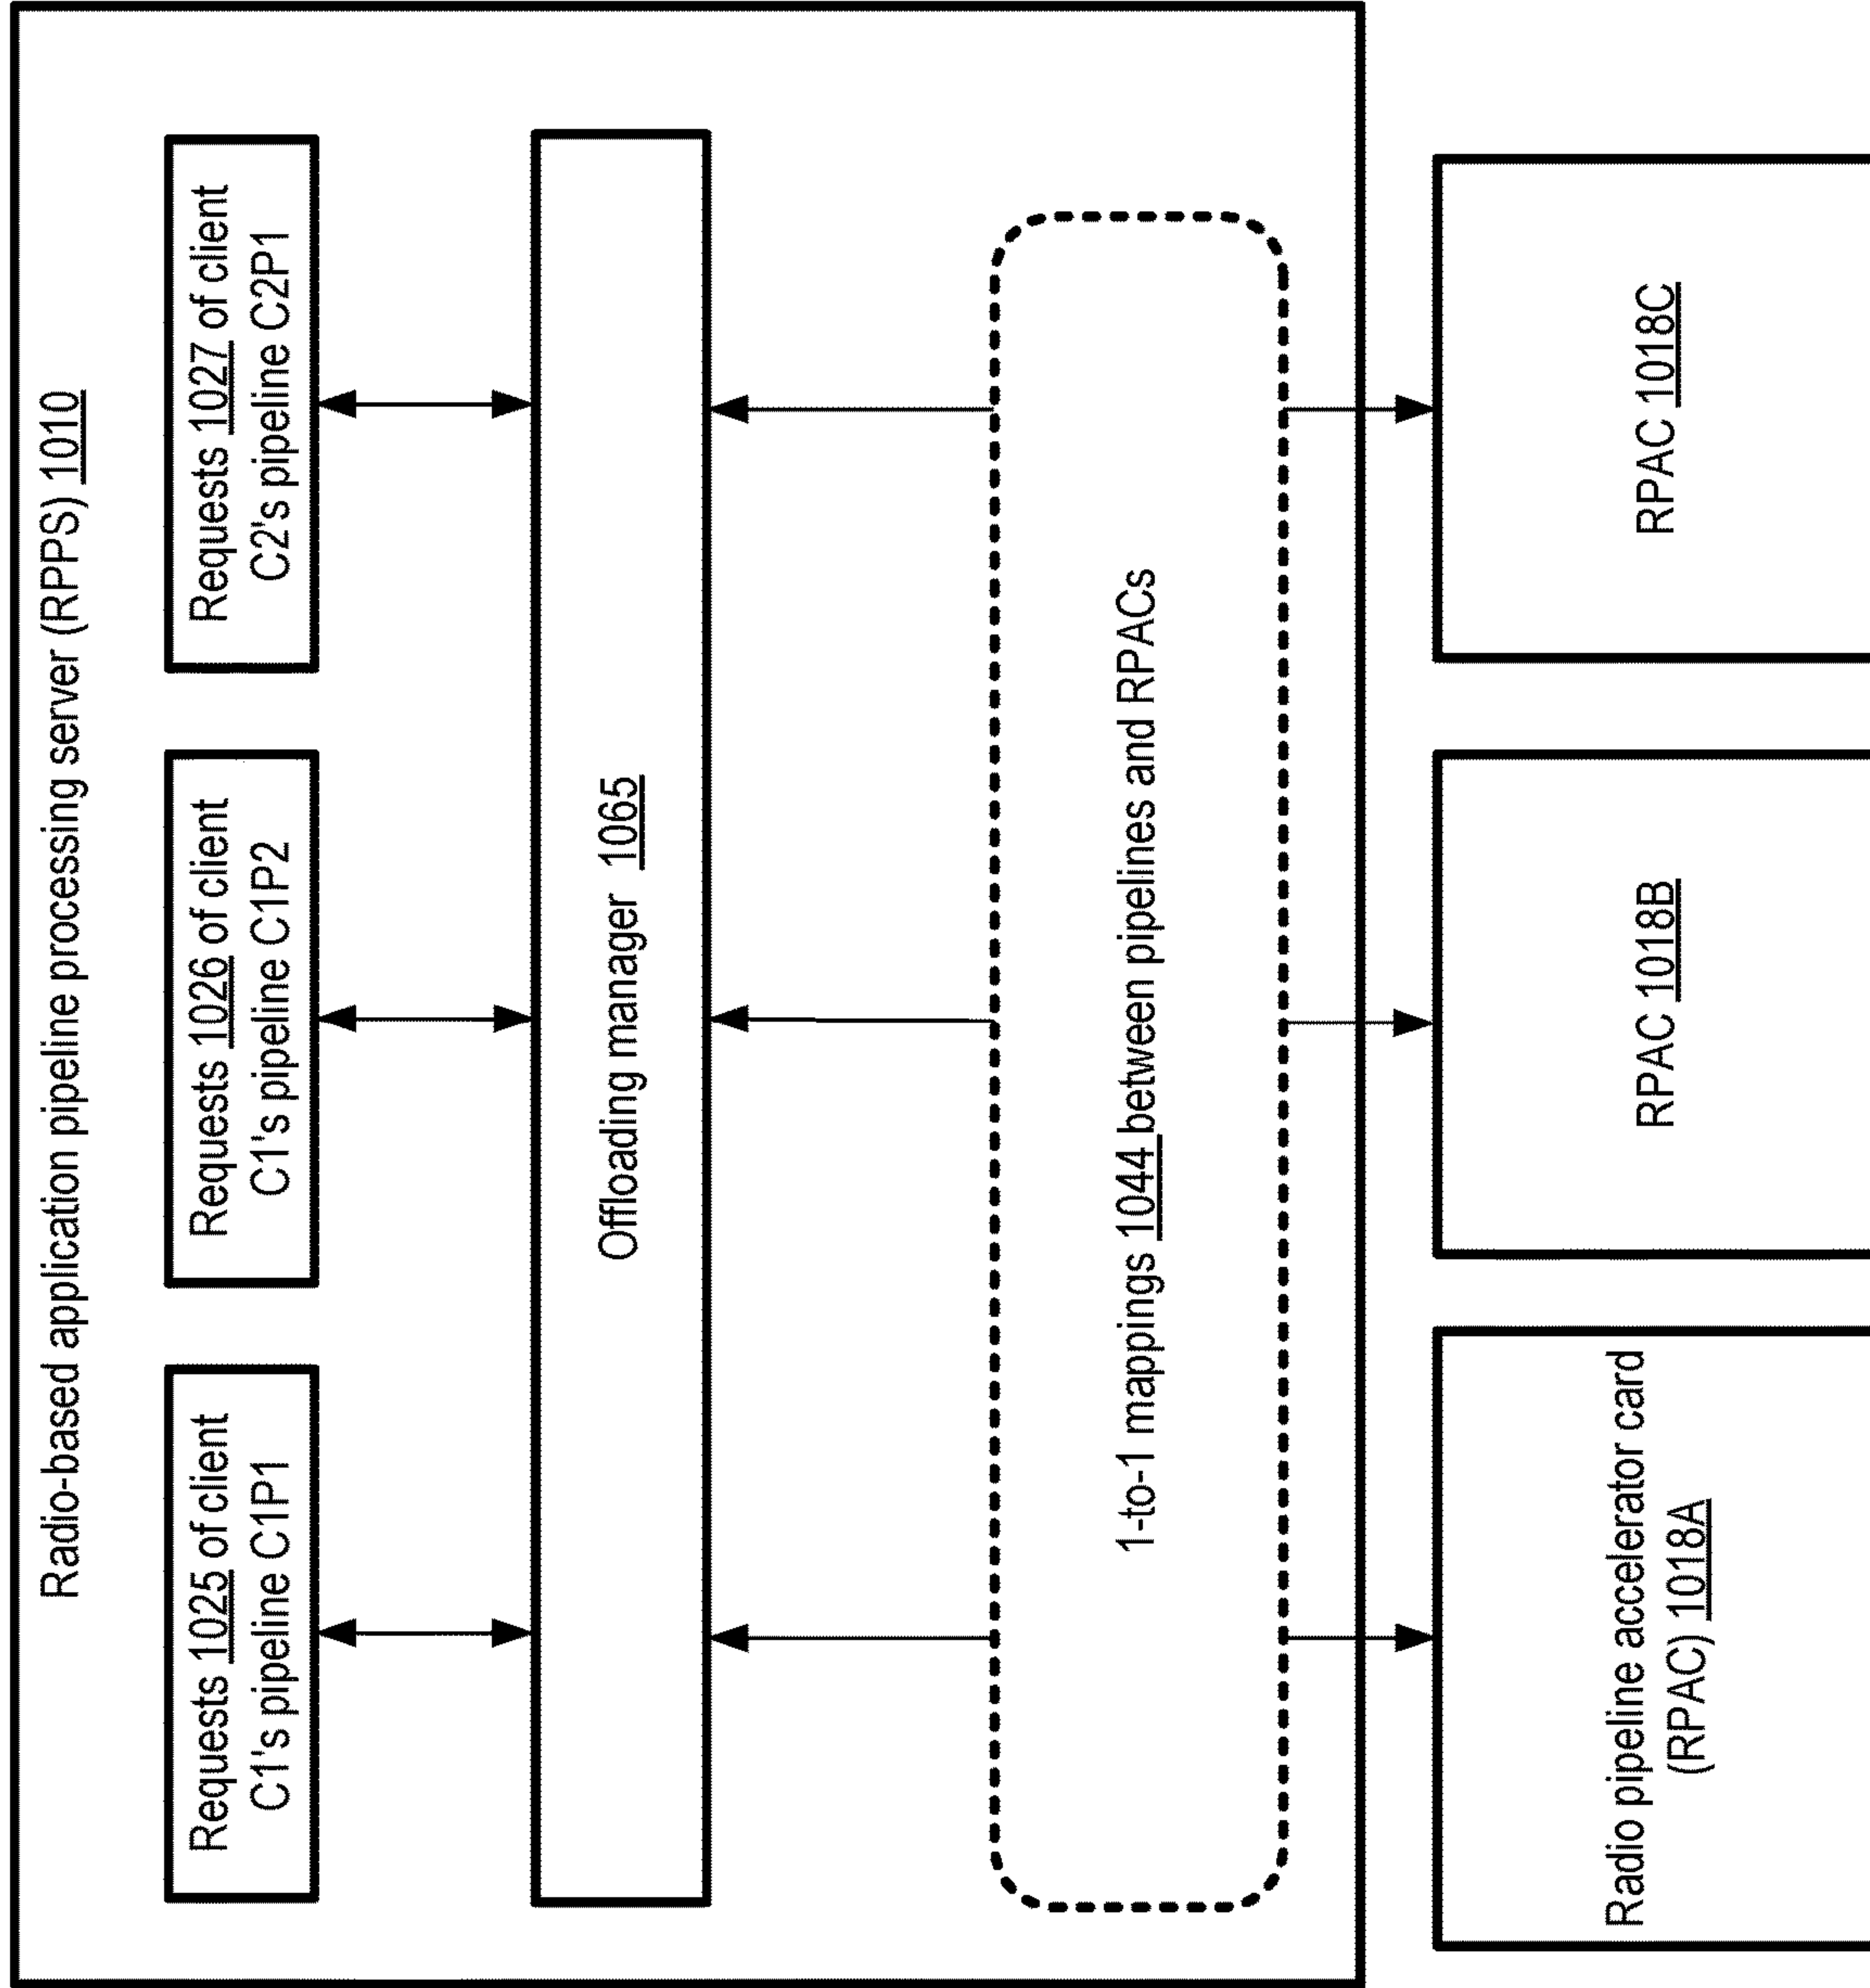 Radio-based application pipeline processing server (RPPS) 1010
Requests 1025 of client
C1's pipeline C1P1
Requests 1026 of client
C1's pipeline C1P2
Requests 1027 of client
C2's pipeline C2P1
Offloading manager 1065
1-to-1 mappings 1044 between pipelines and RPACs
Radio pipeline accelerator card
(RPAC) 1018A
RPAC 1018B
RPAC 1018C